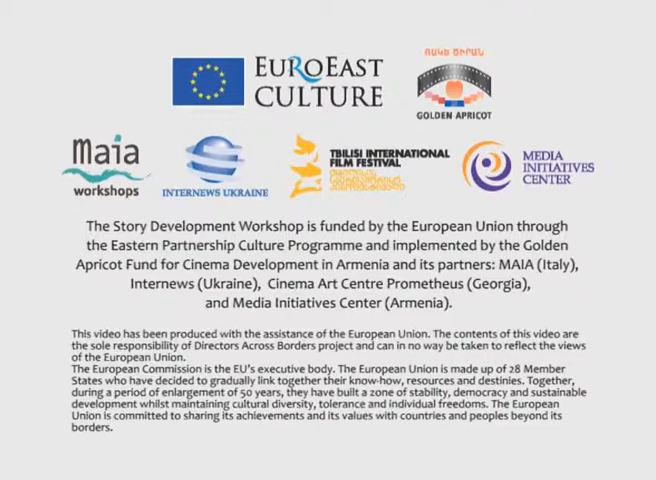 EUROEAST
CULTURE
ՈՍԿԵ ԾԻՐԱՆ
GOLDEN APRICOT
maia
workshops
INTERNEWS UKRAINE
TBILISI INTERNATIONAL
FILM FESTIVAL
MEDIA
INITIATIVES
CENTER
The Story Development Workshop is funded by the European Union through
the Eastern Partnership Culture Programme and implemented by the Golden
Apricot Fund for Cinema Development in Armenia and its partners: MAIA (Italy),
Internews (Ukraine), Cinema Art Centre Prometheus (Georgia),
and Media Initiatives Center (Armenia).
This video has been produced with the assistance of the European Union. The contents of this video are
the sole responsibility of Directors Across Borders project and can in no way be taken to reflect the views
of the European Union.
The European Commission is the EU's executive body. The European Union is made up of 28 Member
States who have decided to gradually link together their know-how, resources and destinies. Together,
during a period of enlargement of 50 years, they have built a zone of stability, democracy and sustainable
development whilst maintaining cultural diversity, tolerance and individual freedoms. The European
Union is committed to sharing its achievements and its values with countries and peoples beyond its
borders.